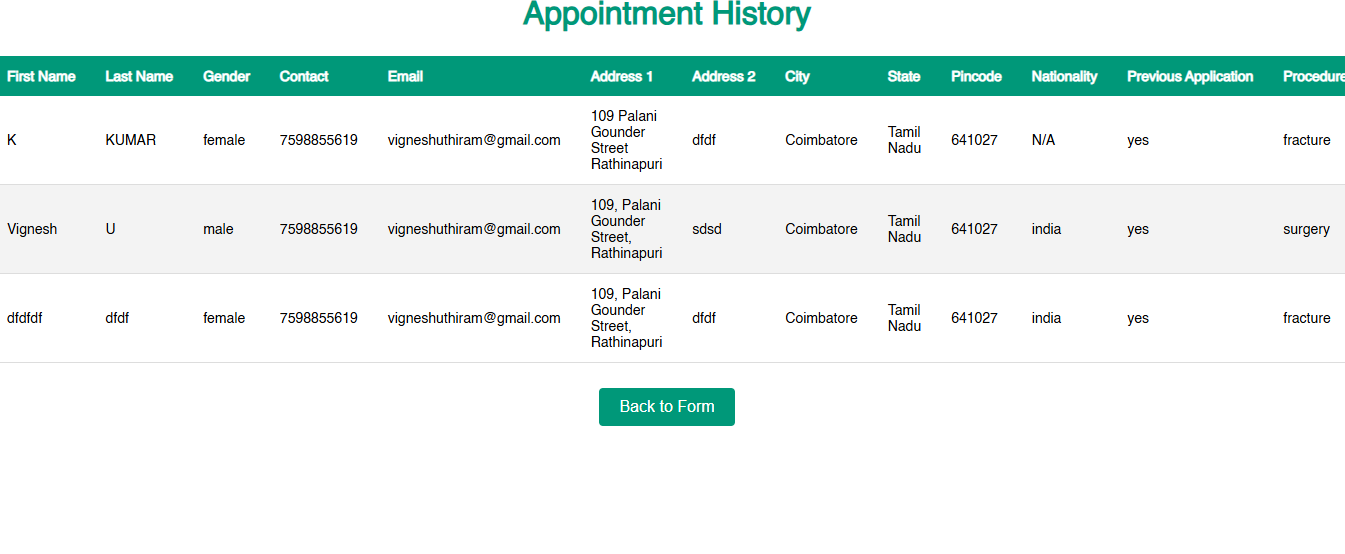 Appointment History
First Name Last Name Gender Contact Email Address 1 Address 2 City State Pincode Nationality Previous Application Procedure
K KUMAR female 7598855619 vigneshuthiram@gmail.com 109 Palani Gounder Street Rathinapuri dfdf Coimbatore Tamil Nadu 641027 N/A yes fracture
Vignesh U male 7598855619 vigneshuthiram@gmail.com 109, Palani Gounder Street, Rathinapuri sdsd Coimbatore Tamil Nadu 641027 india yes surgery
dfdfdf dfdf female 7598855619 vigneshuthiram@gmail.com 109, Palani Gounder Street, Rathinapuri dfdf Coimbatore Tamil Nadu 641027 india yes fracture
Back to Form